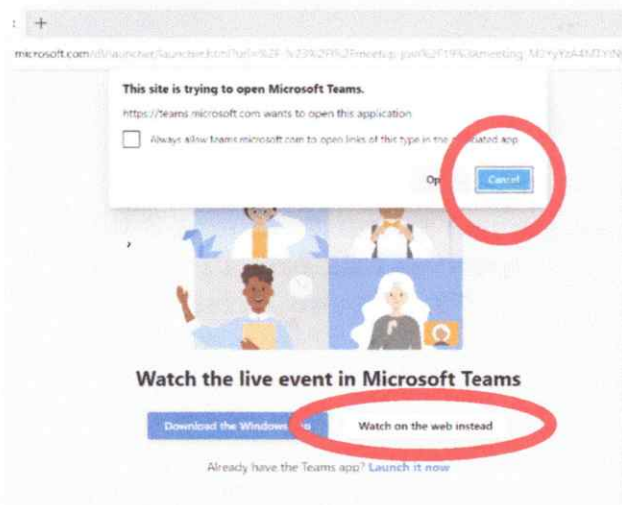 +
microsoft.com
This site is trying to open Microsoft Teams.
https://teams.microsoft.com wants to open this application
Always allow teams.microsoft.com to open links of this type in the app
Op Cancel
Watch the live event in Microsoft Teams
Download the Windows
Watch on the web instead
Already have the Teams app? Launch it now